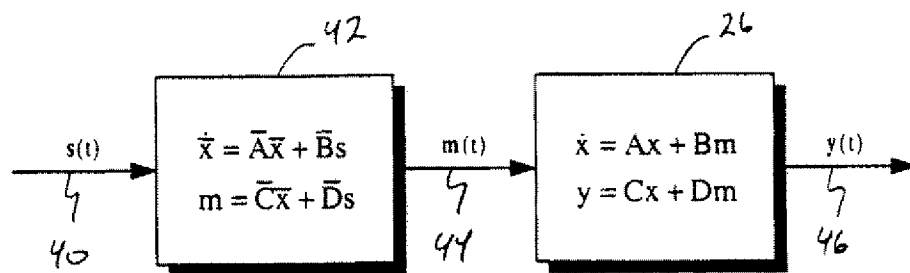 42
26
s(t)
x̄̇ = Āx̄ + B̄s
m = C̄x̄ + D̄s
m(t)
ẋ = Ax + Bm
y = Cx + Dm
y(t)
40
44
46